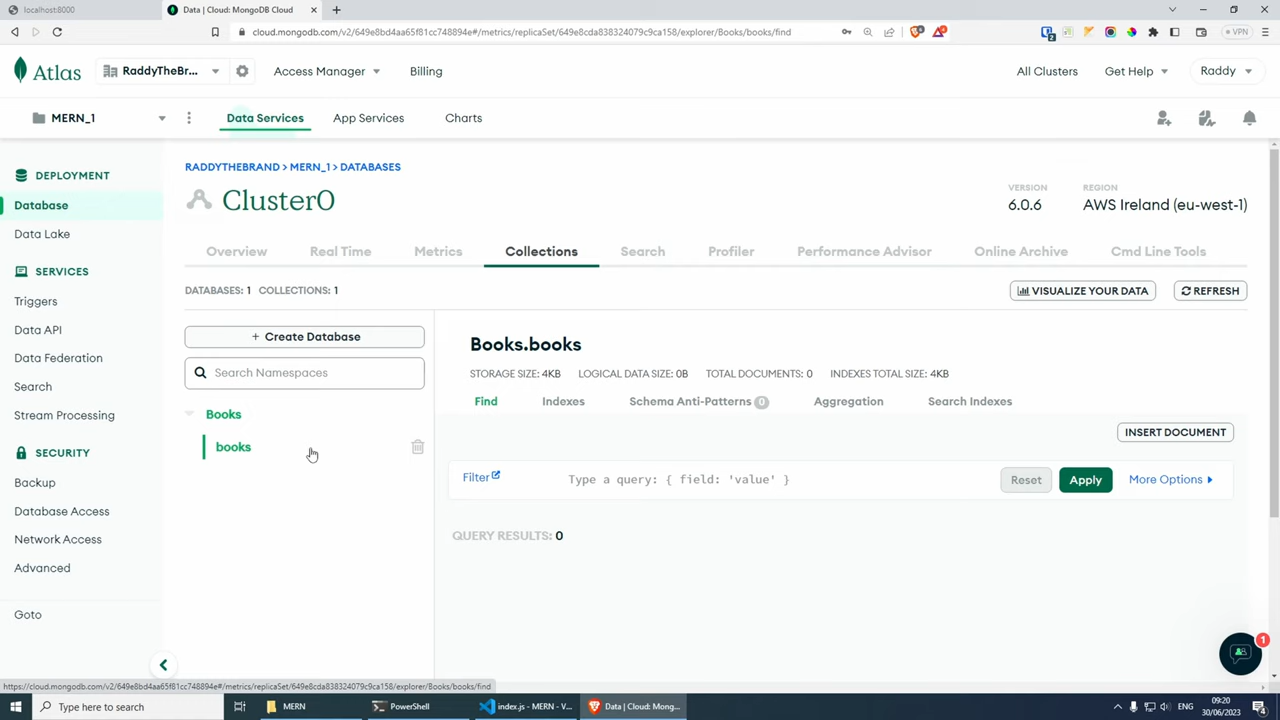 localhost:8000
Data | Cloud: MongoDB Cloud
cloud.mongodb.com/v2/649e8bd4aa65f81cc748894e#/metrics/replicaSet/649e8cda838324079c9ca158/explorer/Books/books/find
VPN
Atlas
RaddyTheBr...
Access Manager
Billing
All Clusters
Get Help
Raddy
MERN_1
Data Services
App Services
Charts
DEPLOYMENT
Database
Data Lake
SERVICES
Triggers
Data API
Data Federation
Search
Stream Processing
SECURITY
Backup
Database Access
Network Access
Advanced
Goto
RADDYTHEBRAND > MERN_1 > DATABASES
Cluster0
VERSION
6.0.6
REGION
AWS Ireland (eu-west-1)
Overview
Real Time
Metrics
Collections
Search
Profiler
Performance Advisor
Online Archive
Cmd Line Tools
DATABASES: 1 COLLECTIONS: 1
VISUALIZE YOUR DATA
REFRESH
+ Create Database
Search Namespaces
Books
books
Books.books
STORAGE SIZE: 4KB LOGICAL DATA SIZE: 0B TOTAL DOCUMENTS: 0 INDEXES TOTAL SIZE: 4KB
Find
Indexes
Schema Anti-Patterns 0
Aggregation
Search Indexes
INSERT DOCUMENT
Filter
Type a query: { field: 'value' }
Reset
Apply
More Options
QUERY RESULTS: 0
1
https://cloud.mongodb.com/v2/649e8bd4aa65f81cc748894e#/metrics/replicaSet/649e8cda838324079c9ca158/explorer/Books/books/find
Type here to search
MERN
PowerShell
index.js - MERN - V...
Data | Cloud: Mong...
ENG
09:20
30/06/2023